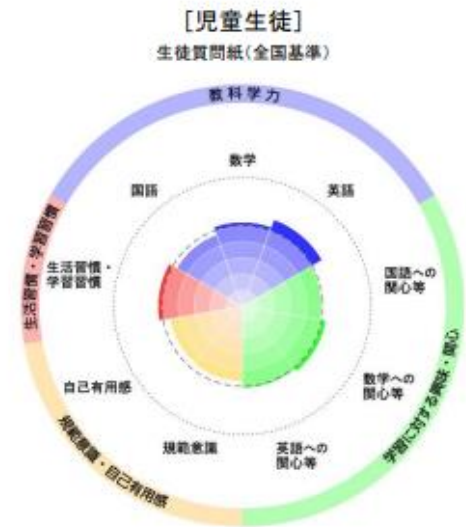 [児童生徒]
生徒質問紙(全国基準)
教科学力
数学
国語
英語
生活習慣・学習習慣
生活習慣・
学習習慣
国語への
関心等
自己有用感
数学への
関心等
学習に対する興味・関心
規範意識
英語への
関心等
規範意識・自己有用感